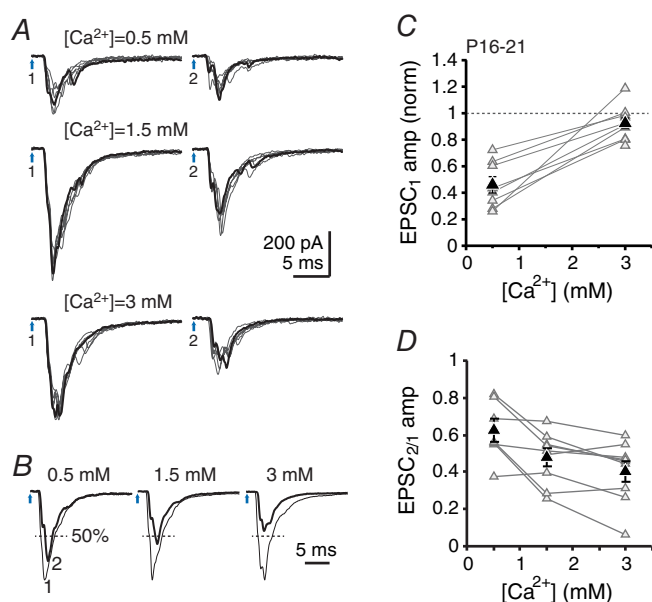 A
[Ca²⁺]=0.5 mM
1
2
[Ca²⁺]=1.5 mM
1
2
200 pA
5 ms
[Ca²⁺]=3 mM
1
2
B
0.5 mM
1.5 mM
3 mM
50%
2
1
5 ms
C
P16-21
EPSC₁ amp (norm)
1.4
1.2
1
0.8
0.6
0.4
0.2
0
0 1 2 3
[Ca²⁺] (mM)
D
EPSC₂/₁ amp
1
0.8
0.6
0.4
0.2
0
0 1 2 3
[Ca²⁺] (mM)